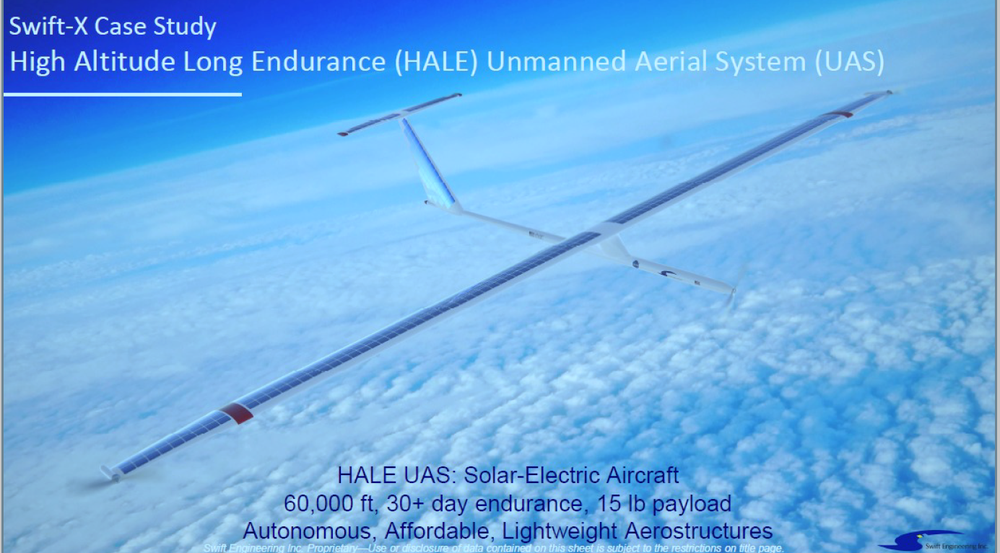 Swift-X Case Study
High Altitude Long Endurance (HALE) Unmanned Aerial System (UAS)
HALE UAS: Solar-Electric Aircraft
60,000 ft, 30+ day endurance, 15 lb payload
Autonomous, Affordable, Lightweight Aerostructures
Swift Engineering Inc. Proprietary—Use or disclosure of data contained on this sheet is subject to the restrictions on title page.
Swift Engineering Inc.